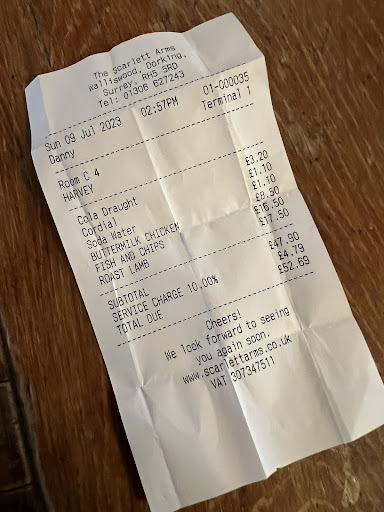 The Scarlett Arms
Walliswood, Dorking,
Surrey, RH5 5RD
Tel: 01306 627243
Sun 09 Jul 2023 02:57PM 01-000035
Danny Terminal 1
Room C 4
HARVEY
Cola Draught £3.20
Cordial £1.10
Soda Water £1.10
BUTTERMILK CHICKEN £8.50
FISH AND CHIPS £16.50
ROAST LAMB £17.50
SUBTOTAL £47.90
SERVICE CHARGE 10.00% £4.79
TOTAL DUE £52.69
Cheers!
We look forward to seeing
you again soon.
www.scarlettarms.co.uk
VAT 307347511